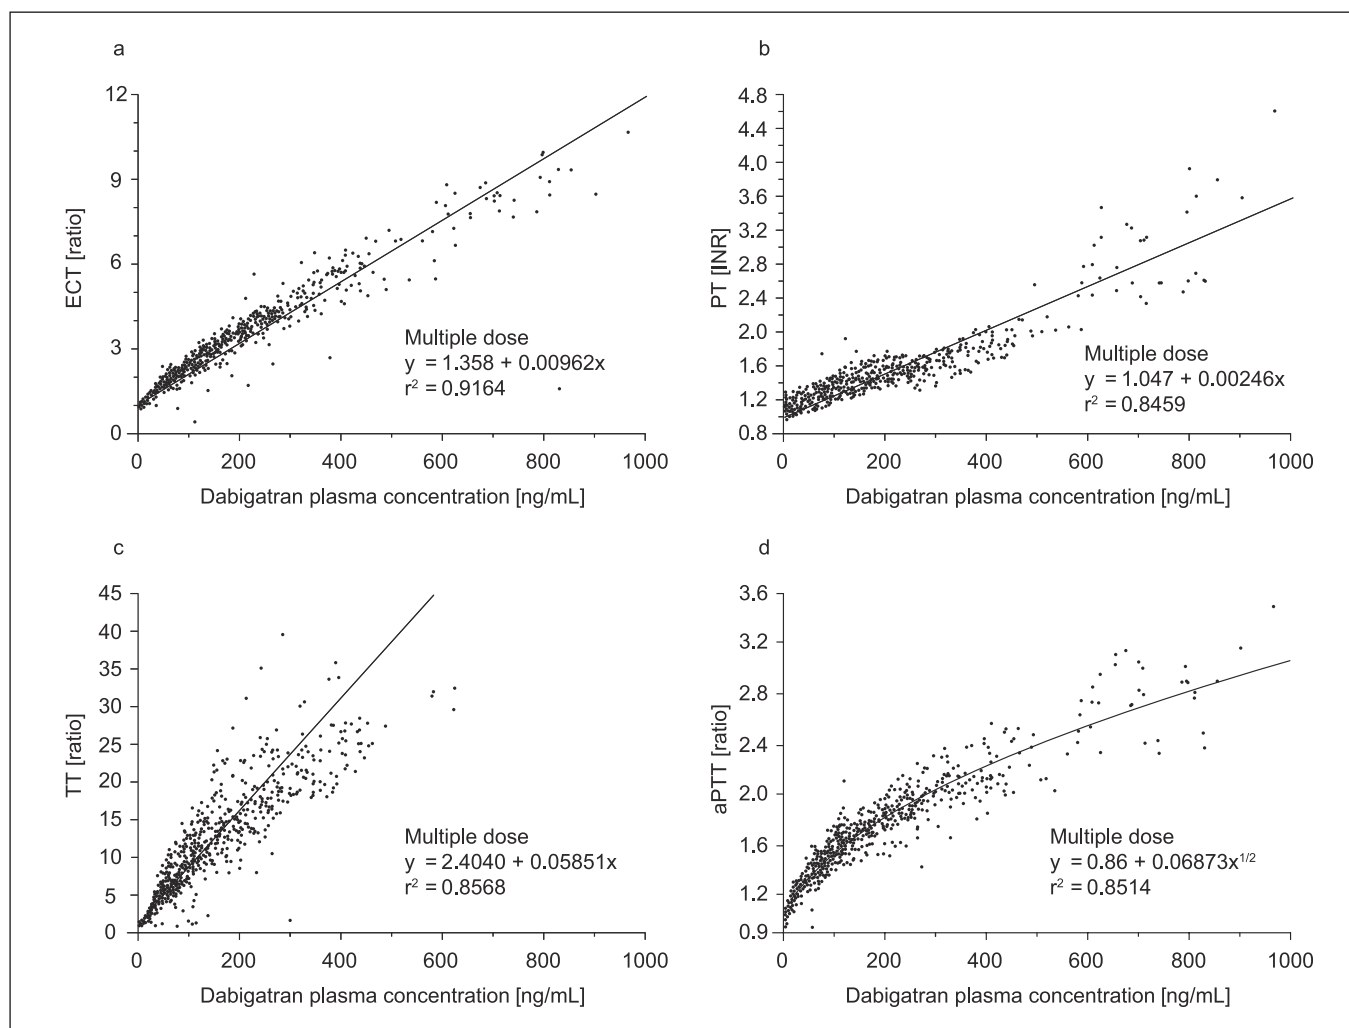 a
12
9
6
3
0
ECT [ratio]
Multiple dose
y = 1.358 + 0.00962x
r² = 0.9164
0 200 400 600 800 1000
Dabigatran plasma concentration [ng/mL]
b
4.8
4.4
4.0
3.6
3.2
2.8
2.4
2.0
1.6
1.2
0.8
PT [INR]
Multiple dose
y = 1.047 + 0.00246x
r² = 0.8459
0 200 400 600 800 1000
Dabigatran plasma concentration [ng/mL]
c
45
40
35
30
25
20
15
10
5
0
TT [ratio]
Multiple dose
y = 2.4040 + 0.05851x
r² = 0.8568
0 200 400 600 800 1000
Dabigatran plasma concentration [ng/mL]
d
3.6
3.2
2.8
2.4
2.0
1.6
1.2
0.9
aPTT [ratio]
Multiple dose
y = 0.86 + 0.06873x¹/²
r² = 0.8514
0 200 400 600 800 1000
Dabigatran plasma concentration [ng/mL]